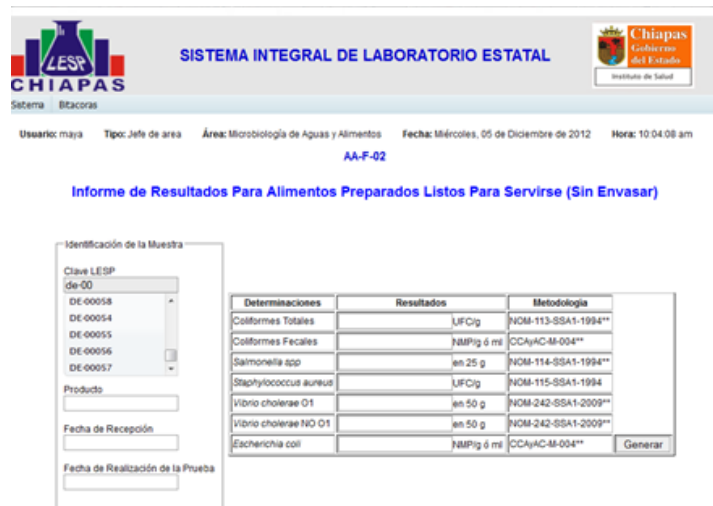 LESP
CHIAPAS
SISTEMA INTEGRAL DE LABORATORIO ESTATAL
Chiapas
Gobierno
del Estado
Instituto de Salud
Sistema Bitacoras
Usuario: maya Tipo: Jefe de area Área: Microbiología de Aguas y Alimentos Fecha: Miércoles, 05 de Diciembre de 2012 Hora: 10:04:08 am
AA-F-02
Informe de Resultados Para Alimentos Preparados Listos Para Servirse (Sin Envasar)
Identificación de la Muestra
Clave LESP
de-00
DE-00058
DE-00054
DE-00055
DE-00056
DE-00057
Producto
Fecha de Recepción
Fecha de Realización de la Prueba
Determinaciones Resultados Metodología
Coliformes Totales UFC/g NOM-113-SSA1-1994**
Coliformes Fecales NMP/g ó ml CCAyAC-M-004**
Salmonella spp en 25 g NOM-114-SSA1-1994**
Staphylococcus aureus UFC/g NOM-115-SSA1-1994
Vibrio cholerae O1 en 50 g NOM-242-SSA1-2009**
Vibrio cholerae NO O1 en 50 g NOM-242-SSA1-2009**
Escherichia coli NMP/g ó ml CCAyAC-M-004** Generar